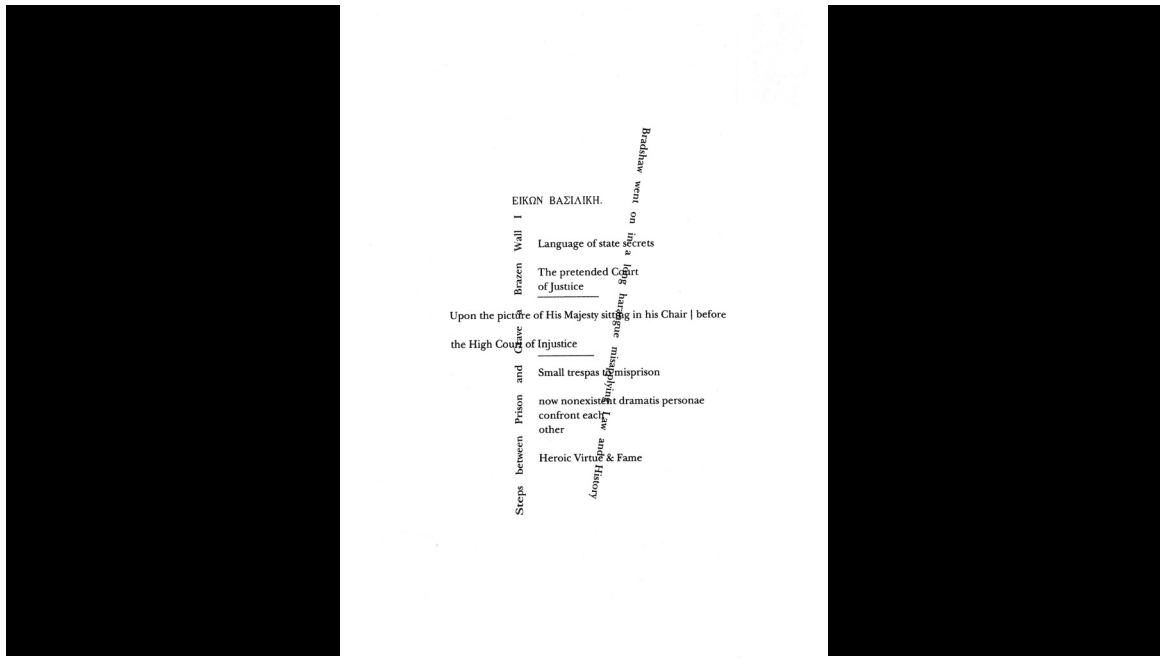 ΕΙΚΩΝ ΒΑΣΙΛΙΚΗ.
Language of state secrets
The pretended Court
of Justiice
Upon the picture of His Majesty sitting in his Chair | before
the High Court of Injustice
Small trespas to misprison
now nonexistent dramatis personae
confront each
other
Heroic Virtue & Fame
Steps between Prison and Grave a Brazen Wall I
Bradshaw went on in a long harangue misapplying Law and History